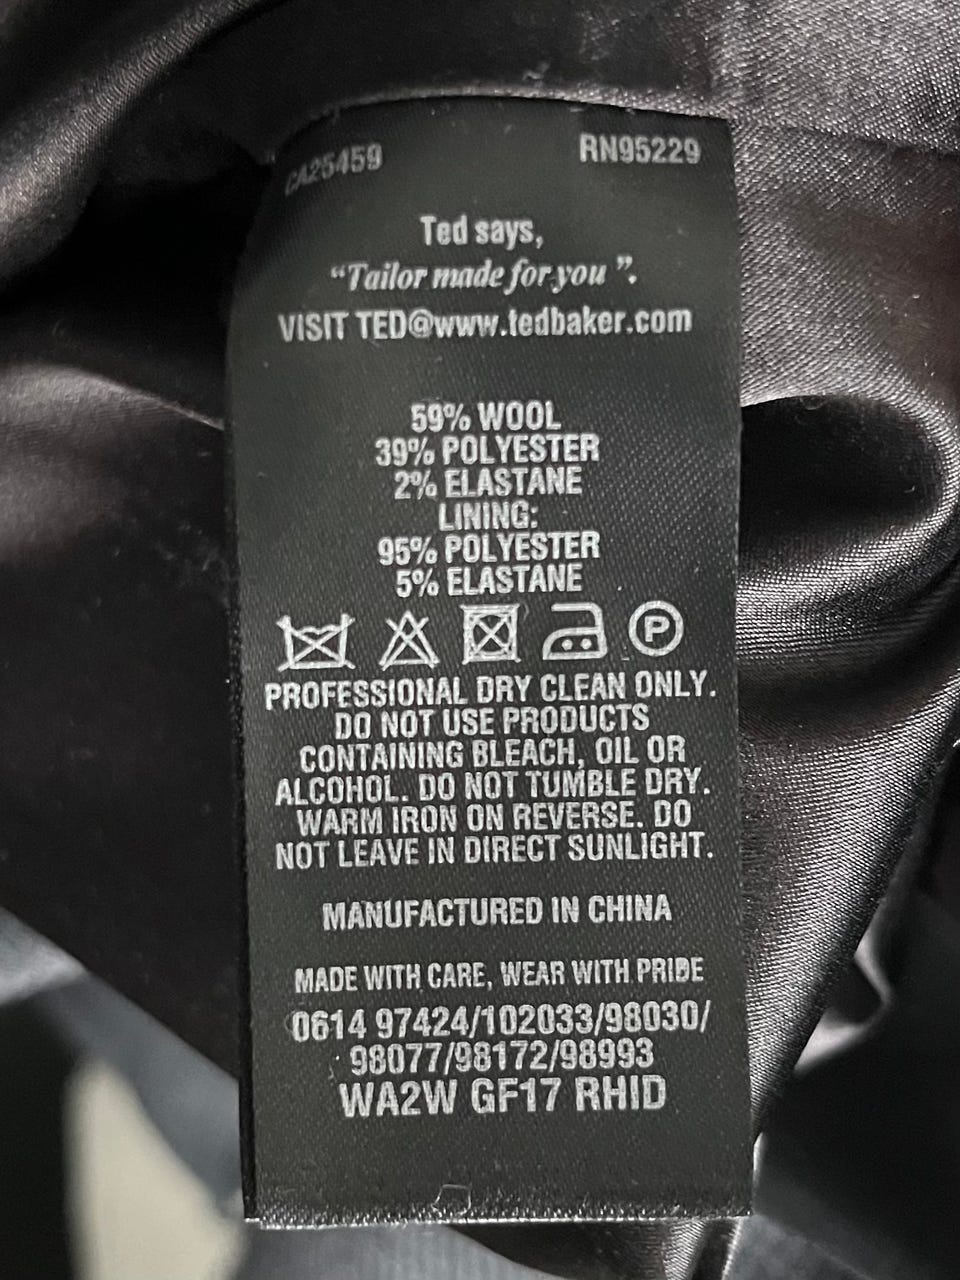 CA25459 RN95229
Ted says,
“Tailor made for you”.
VISIT TED@www.tedbaker.com
59% WOOL
39% POLYESTER
2% ELASTANE
LINING:
95% POLYESTER
5% ELASTANE
P
PROFESSIONAL DRY CLEAN ONLY.
DO NOT USE PRODUCTS
CONTAINING BLEACH, OIL OR
ALCOHOL. DO NOT TUMBLE DRY.
WARM IRON ON REVERSE. DO
NOT LEAVE IN DIRECT SUNLIGHT.
MANUFACTURED IN CHINA
MADE WITH CARE, WEAR WITH PRIDE
0614 97424/102033/98030/
98077/98172/98993
WA2W GF17 RHID